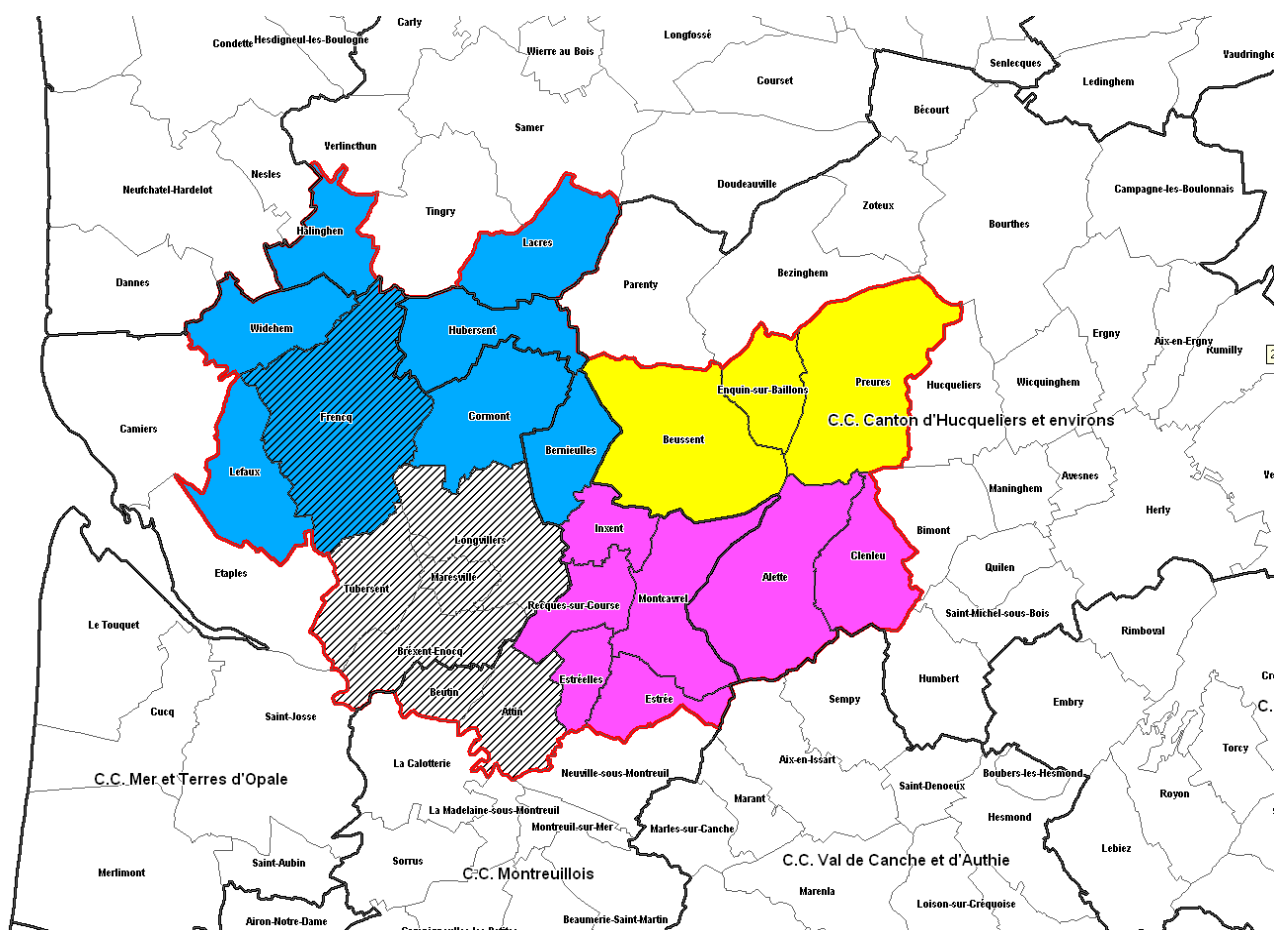 Carly
Longfossé
Condette
Hesdigneul-les-Boulogne
Wierre au Bois
Senlecques
Vaudringhe
Courset
Ledinghem
Bécourt
Samer
Verlincthun
Nesles
Neufchatel-Hardelot
Doudeauville
Campagne-les-Boulonnais
Zoteux
Tingry
Bourthes
Halinghen
Lacres
Bezinghem
Dannes
Parenty
Widehem
Hubersent
Ergny
Aix-en-Ergny
Rumilly
2
Hucqueliers
Wicquinghem
Enquin-sur-Baillons
Preures
Frencq
Cormont
C.C. Canton d'Hucqueliers et environs
Camiers
Beussent
Bernieulles
Lefaux
Avesnes
Maninghem
Ve
Herly
Inxent
Bimont
Longvillers
Clenleu
Quilen
Etaples
Maresville
Alette
Tubersent
Montcavrel
Recques-sur-Course
Saint-Michel-sous-Bois
Le Touquet
Rimboval
Bréxent-Enocq
Estréelles
Humbert
Cre
Beutin
Estrée
Sempy
Embry
C.
Attin
Cucq
Saint-Josse
Torcy
Aix-en-Issart
La Calotterie
Neuville-sous-Montreuil
Boubers-les-Hesmond
C.C. Mer et Terres d'Opale
Saint-Denoeux
Royon
Marant
La Madelaine-sous-Montreuil
Hesmond
Montreuil-sur-Mer
Marles-sur-Canche
Lebiez
Saint-Aubin
Sorrus
C.C. Val de Canche et d'Authie
Merlimont
C.C. Montreuillois
Marenla
Loison-sur-Créquoise
Airon-Notre-Dame
Beaumerie-Saint-Martin